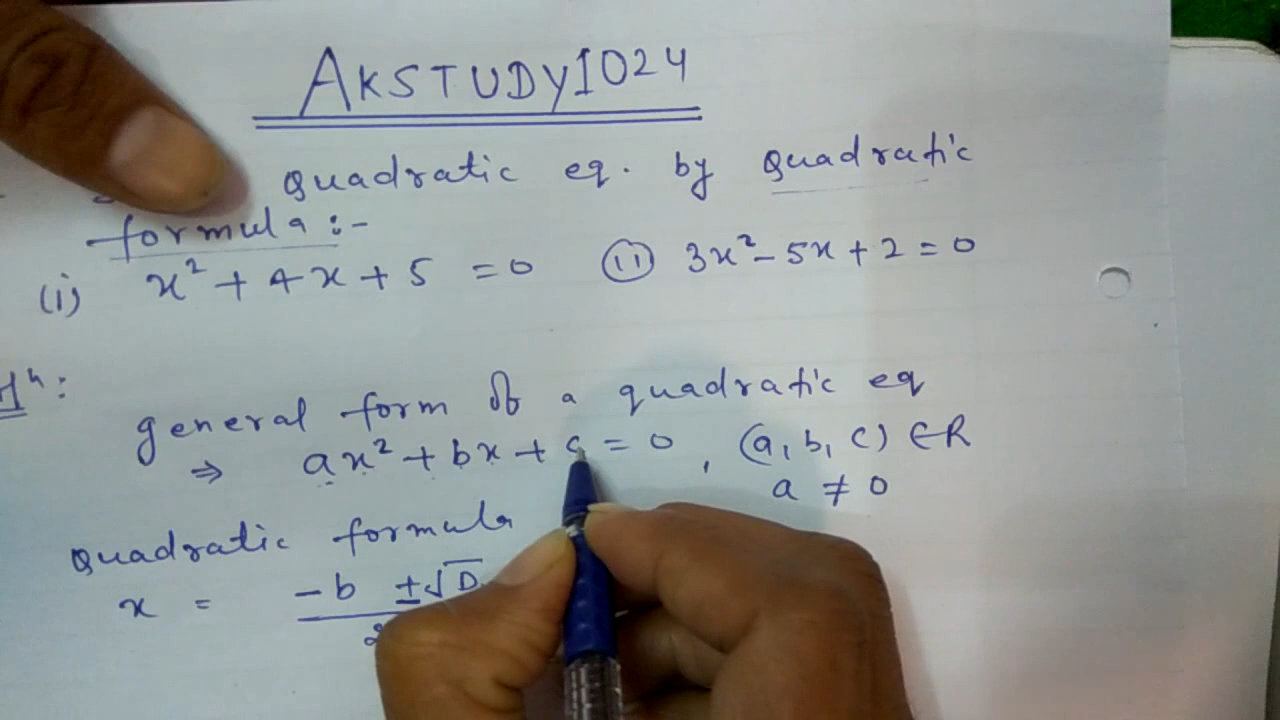 AKSTUDY1024
quadratic eq. by Quadratic
formula :-
(i) x² + 4x + 5 = 0 (ii) 3x² - 5x + 2 = 0
general form of a quadratic eq
⇒ ax² + bx + c = 0 , (a, b, c) ∈ R
a ≠ 0
Quadratic formula
x = -b ± √D
2